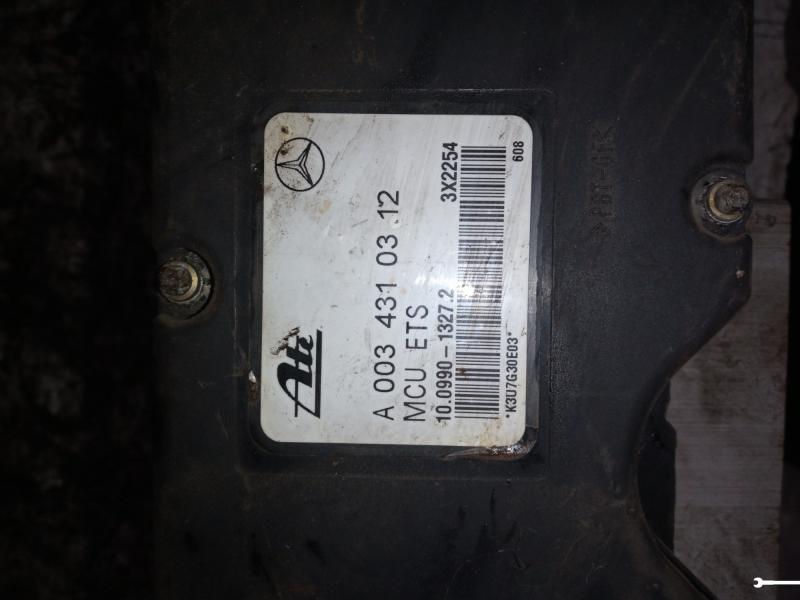 Ate
A 003 431 03 12
MCU ETS
10.0990-1327.2 3X2254
*K3U7G30E03* 608